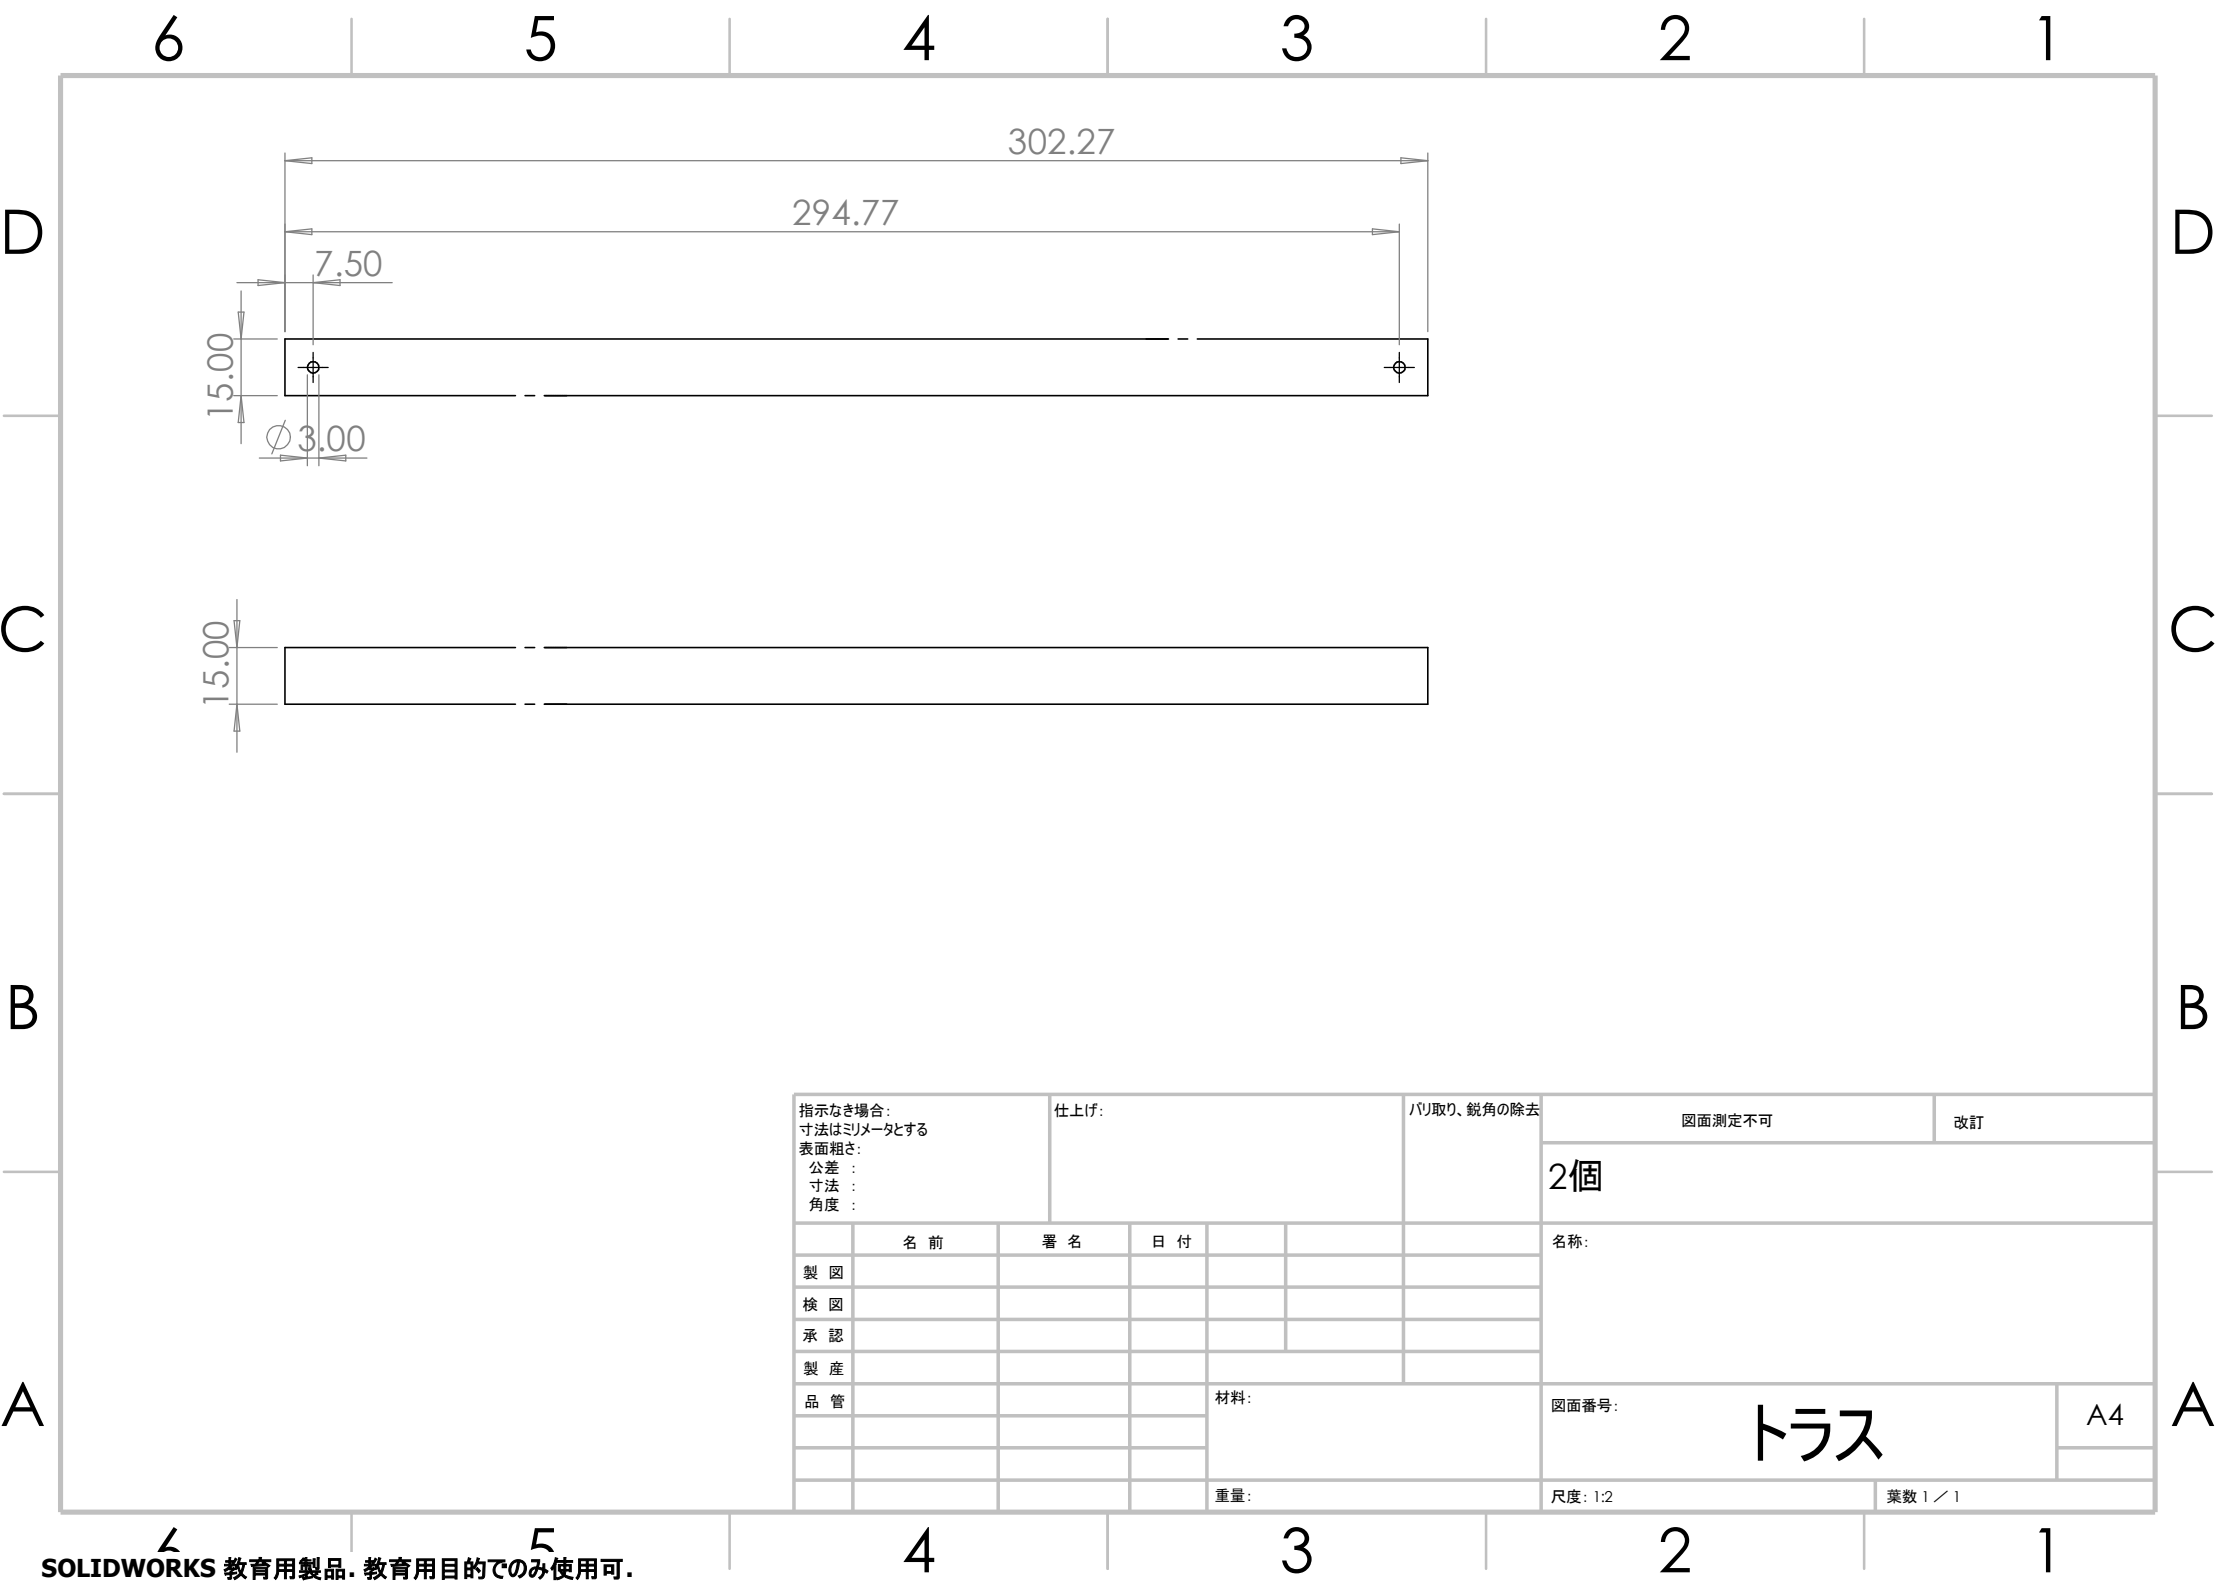 6 5 4 3 2 1
302.27
294.77
D D
7.50
15.00
⌀3.00
C C
15.00
B B
指示なき場合: 仕上げ: バリ取り、鋭角の除去 図面測定不可 改訂
寸法はミリメータとする
表面粗さ:
公差 :
寸法 :
角度 :
2個
名 前 署 名 日 付 名称:
製 図
検 図
承 認
製 産
品 管 材料: 図面番号: トラス A4
A A
重量: 尺度: 1:2 葉数 1 / 1
6 5 4 3 2 1
SOLIDWORKS 教育用製品. 教育用目的でのみ使用可.